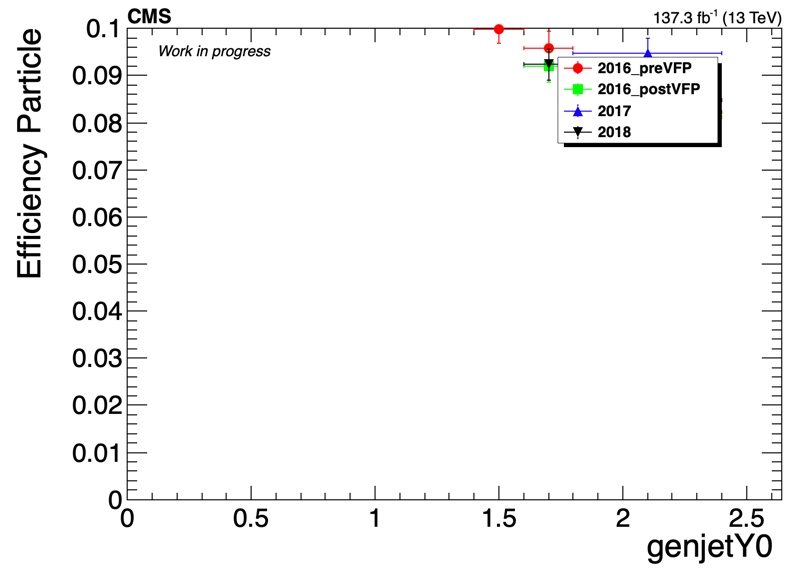 CMS
137.3 fb-1 (13 TeV)
Work in progress
Efficiency Particle
0.1
0.09
0.08
0.07
0.06
0.05
0.04
0.03
0.02
0.01
0
2016_preVFP
2016_postVFP
2017
2018
0 0.5 1 1.5 2 2.5
genjetY0